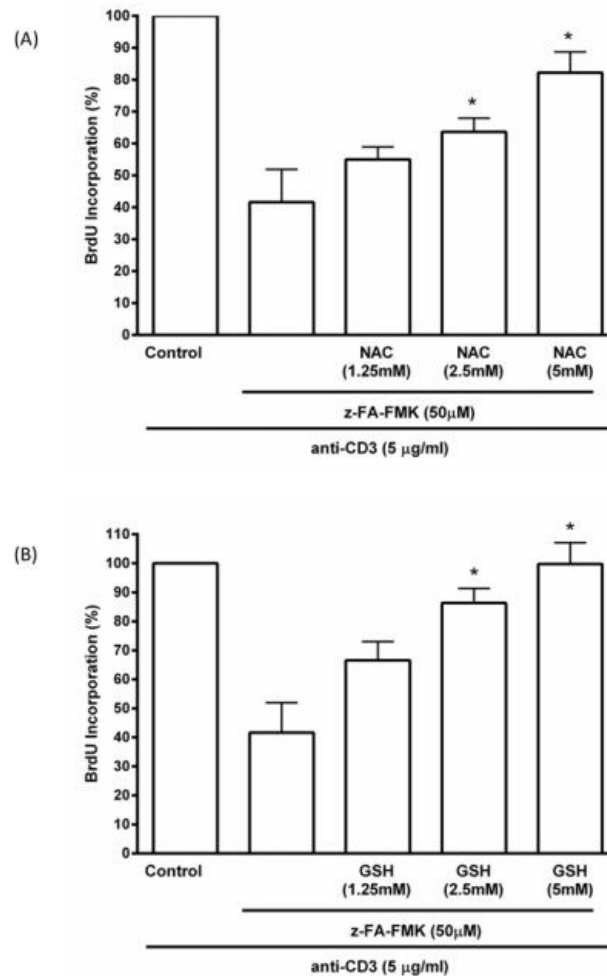 (A)
BrdU Incorporation (%)
100
90
80
70
60
50
40
30
20
10
0
*
*
Control
NAC
(1.25mM)
NAC
(2.5mM)
NAC
(5mM)
z-FA-FMK (50μM)
anti-CD3 (5 μg/ml)
(B)
BrdU Incorporation (%)
110
100
90
80
70
60
50
40
30
20
10
0
*
*
Control
GSH
(1.25mM)
GSH
(2.5mM)
GSH
(5mM)
z-FA-FMK (50μM)
anti-CD3 (5 μg/ml)